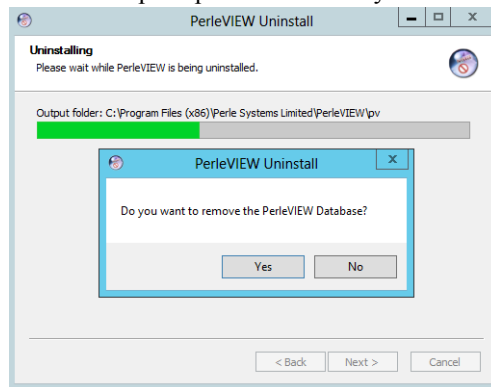 PerleVIEW Uninstall
Uninstalling
Please wait while PerleVIEW is being uninstalled.
Output folder: C:\Program Files (x86)\Perle Systems Limited\PerleVIEW\pv
PerleVIEW Uninstall
x
Do you want to remove the PerleVIEW Database?
Yes No
< Back Next > Cancel